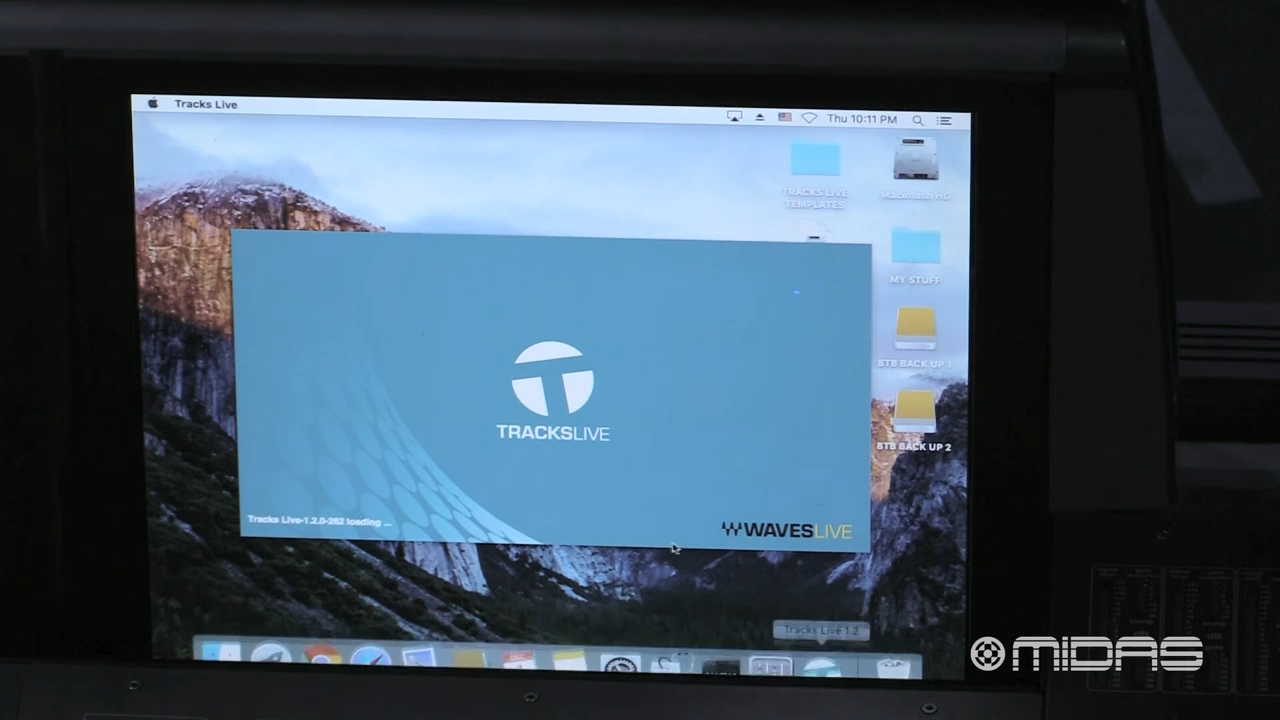 Tracks Live
Thu 10:11 PM
TRACKS LIVE
TEMPLATES
Macintosh HD
MY STUFF
8TB BACK UP 1
8TB BACK UP 2
TRACKSLIVE
Tracks Live-1.2.0-262 loading ...
WAVESLIVE
Tracks Live 1.2
MIDAS